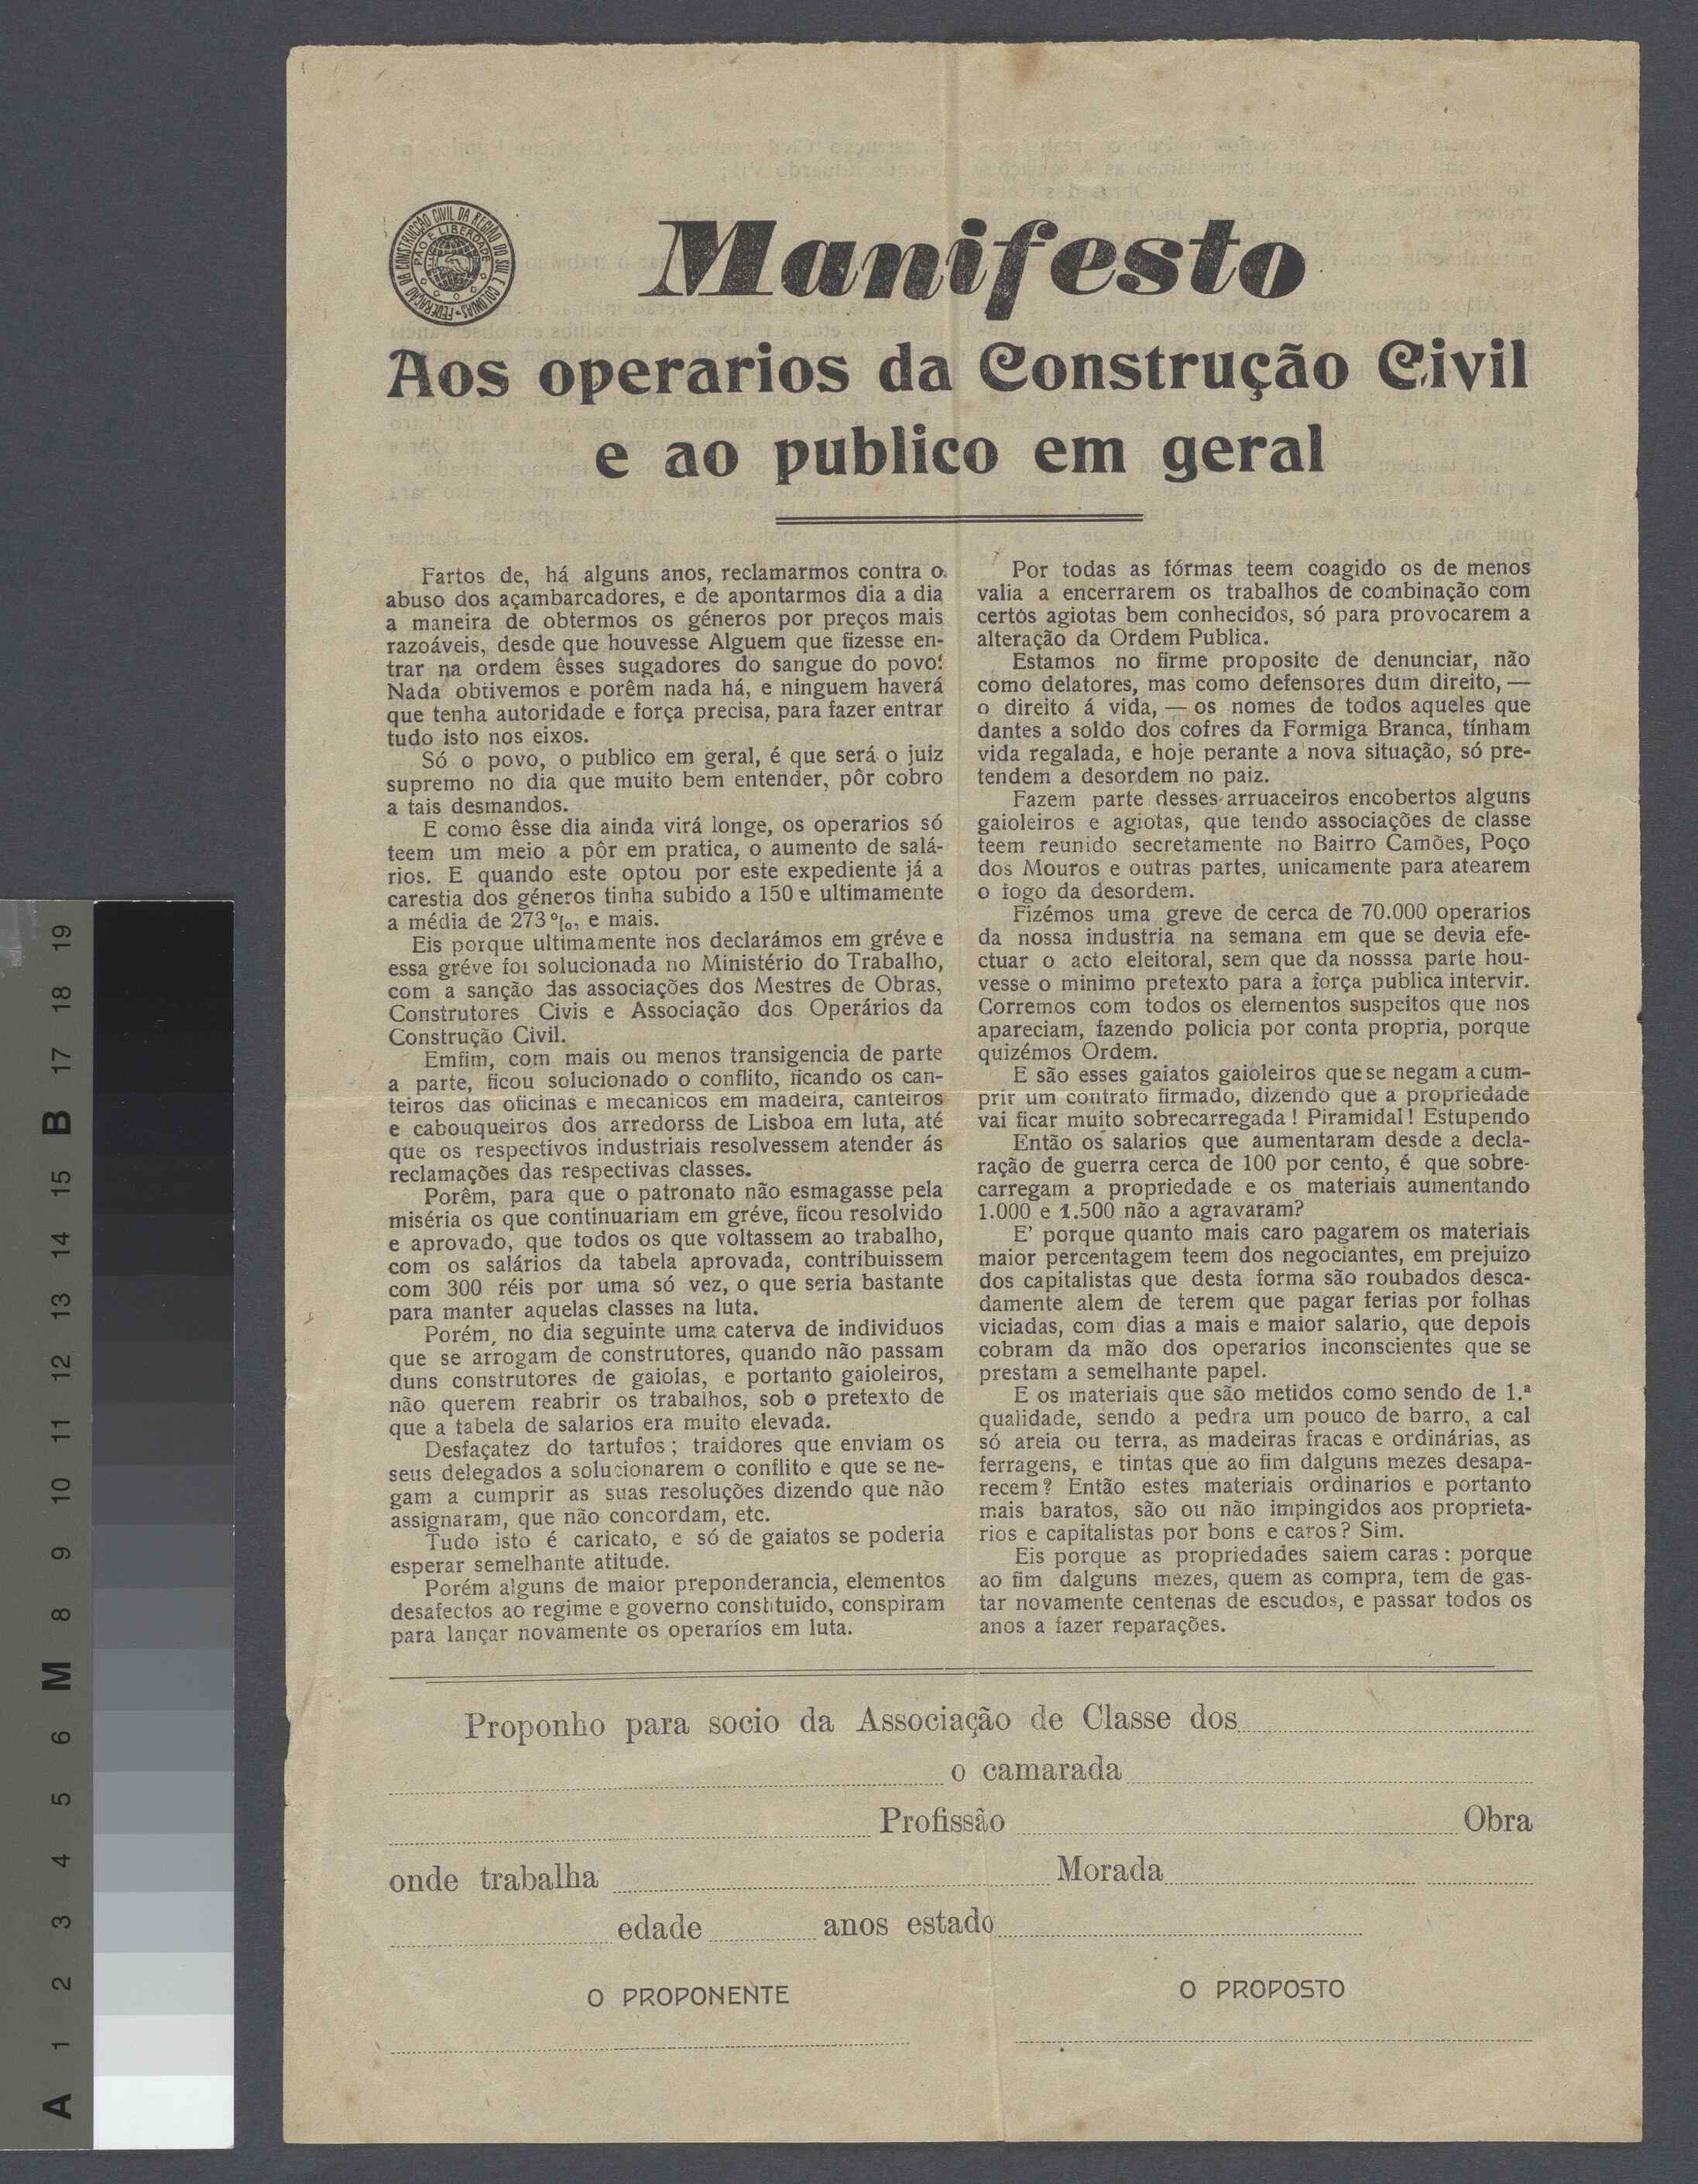 FEDERAÇÃO DA CONSTRUCÇÃO CIVIL DA REGIÃO DO SUL E COLONIAS
PÃO E LIBERDADE
Manifesto
Aos operarios da Construção Civil
e ao publico em geral
Fartos de, há alguns anos, reclamarmos contra o
abuso dos açambarcadores, e de apontarmos dia a dia
a maneira de obtermos os géneros por preços mais
razoáveis, desde que houvesse Alguem que fizesse en-
trar na ordem êsses sugadores do sangue do povo!
Nada obtivemos e porêm nada há, e ninguem haverá
que tenha autoridade e força precisa, para fazer entrar
tudo isto nos eixos.
Só o povo, o publico em geral, é que será o juiz
supremo no dia que muito bem entender, pôr cobro
a tais desmandos.
E como êsse dia ainda virá longe, os operarios só
teem um meio a pôr em pratica, o aumento de salá-
rios. E quando este optou por este expediente já a
carestia dos géneros tinha subido a 150 e ultimamente
a média de 273 %, e mais.
Eis porque ultimamente nos declarámos em gréve e
essa gréve foi solucionada no Ministério do Trabalho,
com a sanção das associações dos Mestres de Obras,
Construtores Civis e Associação dos Operários da
Construção Civil.
Emfim, com mais ou menos transigencia de parte
a parte, ficou solucionado o conflito, ficando os can-
teiros das oficinas e mecanicos em madeira, canteiros
e cabouqueiros dos arredorss de Lisboa em luta, até
que os respectivos industriais resolvessem atender ás
reclamações das respectivas classes.
Porêm, para que o patronato não esmagasse pela
miséria os que continuariam em gréve, ficou resolvido
e aprovado, que todos os que voltassem ao trabalho,
com os salários da tabela aprovada, contribuissem
com 300 réis por uma só vez, o que seria bastante
para manter aquelas classes na luta.
Porém, no dia seguinte uma caterva de individuos
que se arrogam de construtores, quando não passam
duns construtores de gaiolas, e portanto gaioleiros,
não querem reabrir os trabalhos, sob o pretexto de
que a tabela de salarios era muito elevada.
Desfaçatez do tartufos; traidores que enviam os
seus delegados a solucionarem o conflito e que se ne-
gam a cumprir as suas resoluções dizendo que não
assignaram, que não concordam, etc.
Tudo isto é caricato, e só de gaiatos se poderia
esperar semelhante atitude.
Porém alguns de maior preponderancia, elementos
desafectos ao regime e governo constituido, conspiram
para lançar novamente os operarios em luta.
Por todas as fórmas teem coagido os de menos
valia a encerrarem os trabalhos de combinação com
certos agiotas bem conhecidos, só para provocarem a
alteração da Ordem Publica.
Estamos no firme proposito de denunciar, não
como delatores, mas como defensores dum direito, —
o direito á vida, — os nomes de todos aqueles que
dantes a soldo dos cofres da Formiga Branca, tínham
vida regalada, e hoje perante a nova situação, só pre-
tendem a desordem no paiz.
Fazem parte desses arruaceiros encobertos alguns
gaioleiros e agiotas, que tendo associações de classe
teem reunido secretamente no Bairro Camões, Poço
dos Mouros e outras partes, unicamente para atearem
o fogo da desordem.
Fizémos uma greve de cerca de 70.000 operarios
da nossa industria na semana em que se devia efe-
ctuar o acto eleitoral, sem que da nosssa parte hou-
vesse o minimo pretexto para a força publica intervir.
Corremos com todos os elementos suspeitos que nos
apareciam, fazendo policia por conta propria, porque
quizémos Ordem.
E são esses gaiatos gaioleiros que se negam a cum-
prir um contrato firmado, dizendo que a propriedade
vai ficar muito sobrecarregada! Piramidal! Estupendo
Então os salarios que aumentaram desde a decla-
ração de guerra cerca de 100 por cento, é que sobre-
carregam a propriedade e os materiais aumentando
1.000 e 1.500 não a agravaram?
E' porque quanto mais caro pagarem os materiais
maior percentagem teem dos negociantes, em prejuizo
dos capitalistas que desta forma são roubados desca-
damente alem de terem que pagar ferias por folhas
viciadas, com dias a mais e maior salario, que depois
cobram da mão dos operarios inconscientes que se
prestam a semelhante papel.
E os materiais que são metidos como sendo de 1.ª
qualidade, sendo a pedra um pouco de barro, a cal
só areia ou terra, as madeiras fracas e ordinárias, as
ferragens, e tintas que ao fim dalguns mezes desapa-
recem? Então estes materiais ordinarios e portanto
mais baratos, são ou não impingidos aos proprieta-
rios e capitalistas por bons e caros? Sim.
Eis porque as propriedades saiem caras: porque
ao fim dalguns mezes, quem as compra, tem de gas-
tar novamente centenas de escudos, e passar todos os
anos a fazer reparações.
Proponho para socio da Associação de Classe dos
o camarada
Profissão Obra
onde trabalha Morada
edade anos estado
O PROPONENTE O PROPOSTO
A 1 2 3 4 5 6 M 8 9 10 11 12 13 14 15 B 17 18 19